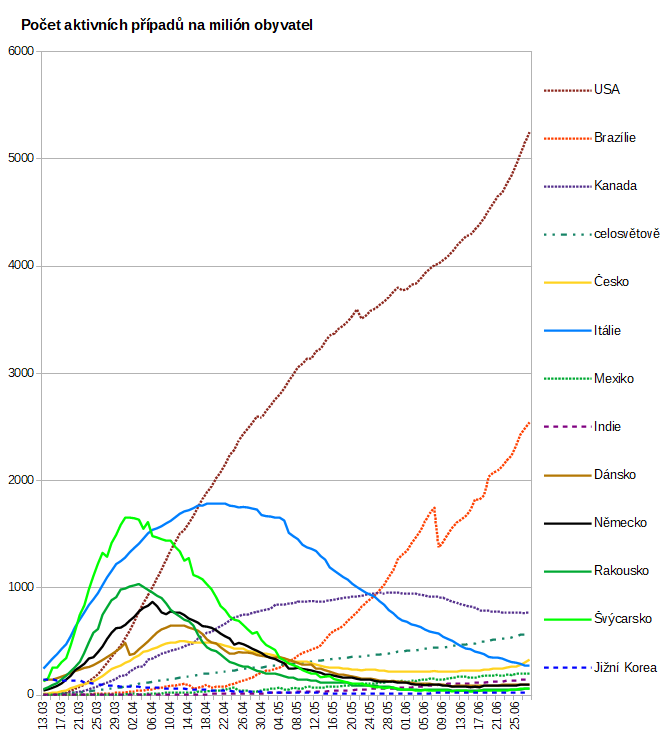 Počet aktivních případů na milión obyvatel
6000
5000
4000
3000
2000
1000
0
USA
Brazílie
Kanada
celosvětově
Česko
Itálie
Mexiko
Indie
Dánsko
Německo
Rakousko
Švýcarsko
Jižní Korea
13.03
17.03
21.03
25.03
29.03
02.04
06.04
10.04
14.04
18.04
22.04
26.04
30.04
04.05
08.05
12.05
16.05
20.05
24.05
28.05
01.06
05.06
09.06
13.06
17.06
21.06
25.06